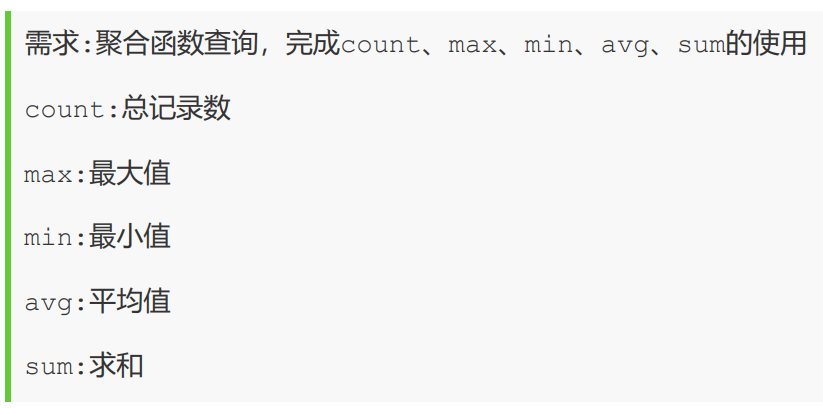 需求:聚合函数查询，完成count、max、min、avg、sum的使用
count:总记录数
max:最大值
min:最小值
avg:平均值
sum:求和